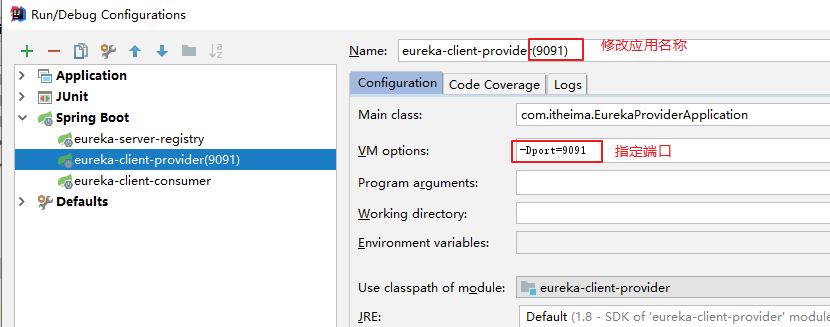 Run/Debug Configurations
Name: eureka-client-provider(9091) 修改应用名称
Application
JUnit
Spring Boot
eureka-server-registry
eureka-client-provider(9091)
eureka-client-consumer
Defaults
Configuration Code Coverage Logs
Main class: com.itheima.EurekaProviderApplication
VM options: -Dport=9091 指定端口
Program arguments:
Working directory:
Environment variables:
Use classpath of module: eureka-client-provider
JRE: Default (1.8 - SDK of 'eureka-client-provider' module